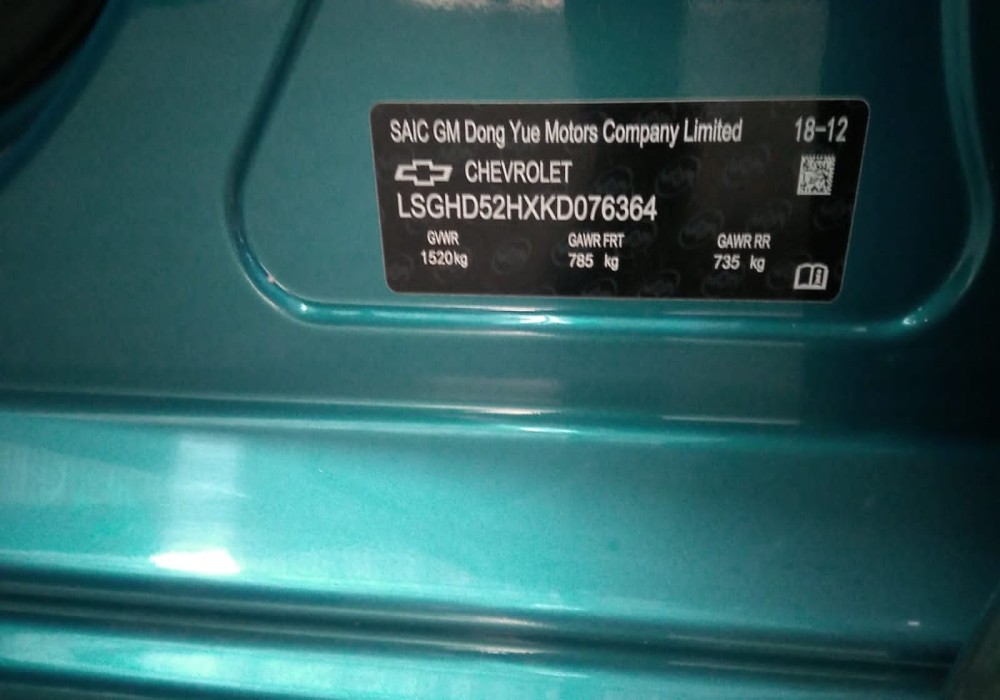 SAIC GM Dong Yue Motors Company Limited 18-12
CHEVROLET
LSGHD52HXKD076364
GVWR GAWR FRT GAWR RR
1520kg 785 kg 735 kg